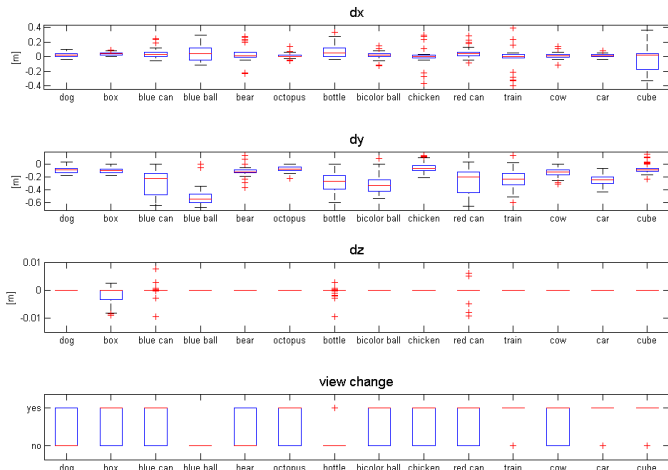 dx
0.4
0.2
0
-0.2
-0.4
[m]
dog box blue can blue ball bear octopus bottle bicolor ball chicken red can train cow car cube
dy
0
-0.2
-0.4
-0.6
[m]
dog box blue can blue ball bear octopus bottle bicolor ball chicken red can train cow car cube
dz
0.01
0
-0.01
[m]
dog box blue can blue ball bear octopus bottle bicolor ball chicken red can train cow car cube
view change
yes
no
dog box blue can blue ball bear octopus bottle bicolor ball chicken red can train cow car cube